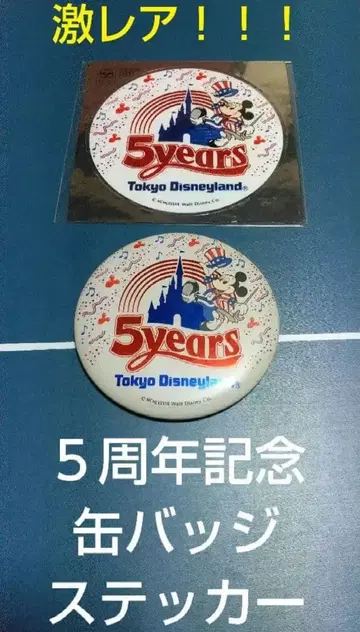 激レア！！！
5years
Tokyo Disneyland®
5years
Tokyo Disneyland®
５周年記念
缶バッジ
ステッカー